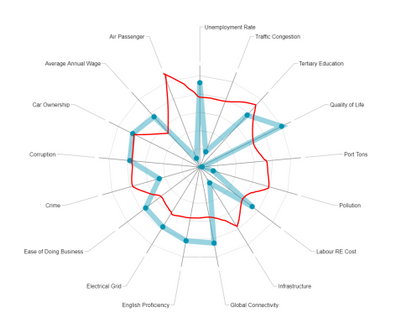 Unemployment Rate
Air Passenger
Traffic Congestion
Average Annual Wage
Tertiary Education
Car Ownership
Quality of Life
Corruption
Port Tons
Crime
Pollution
Ease of Doing Business
Labour RE Cost
Electrical Grid
Infrastructure
English Proficiency
Global Connectivity